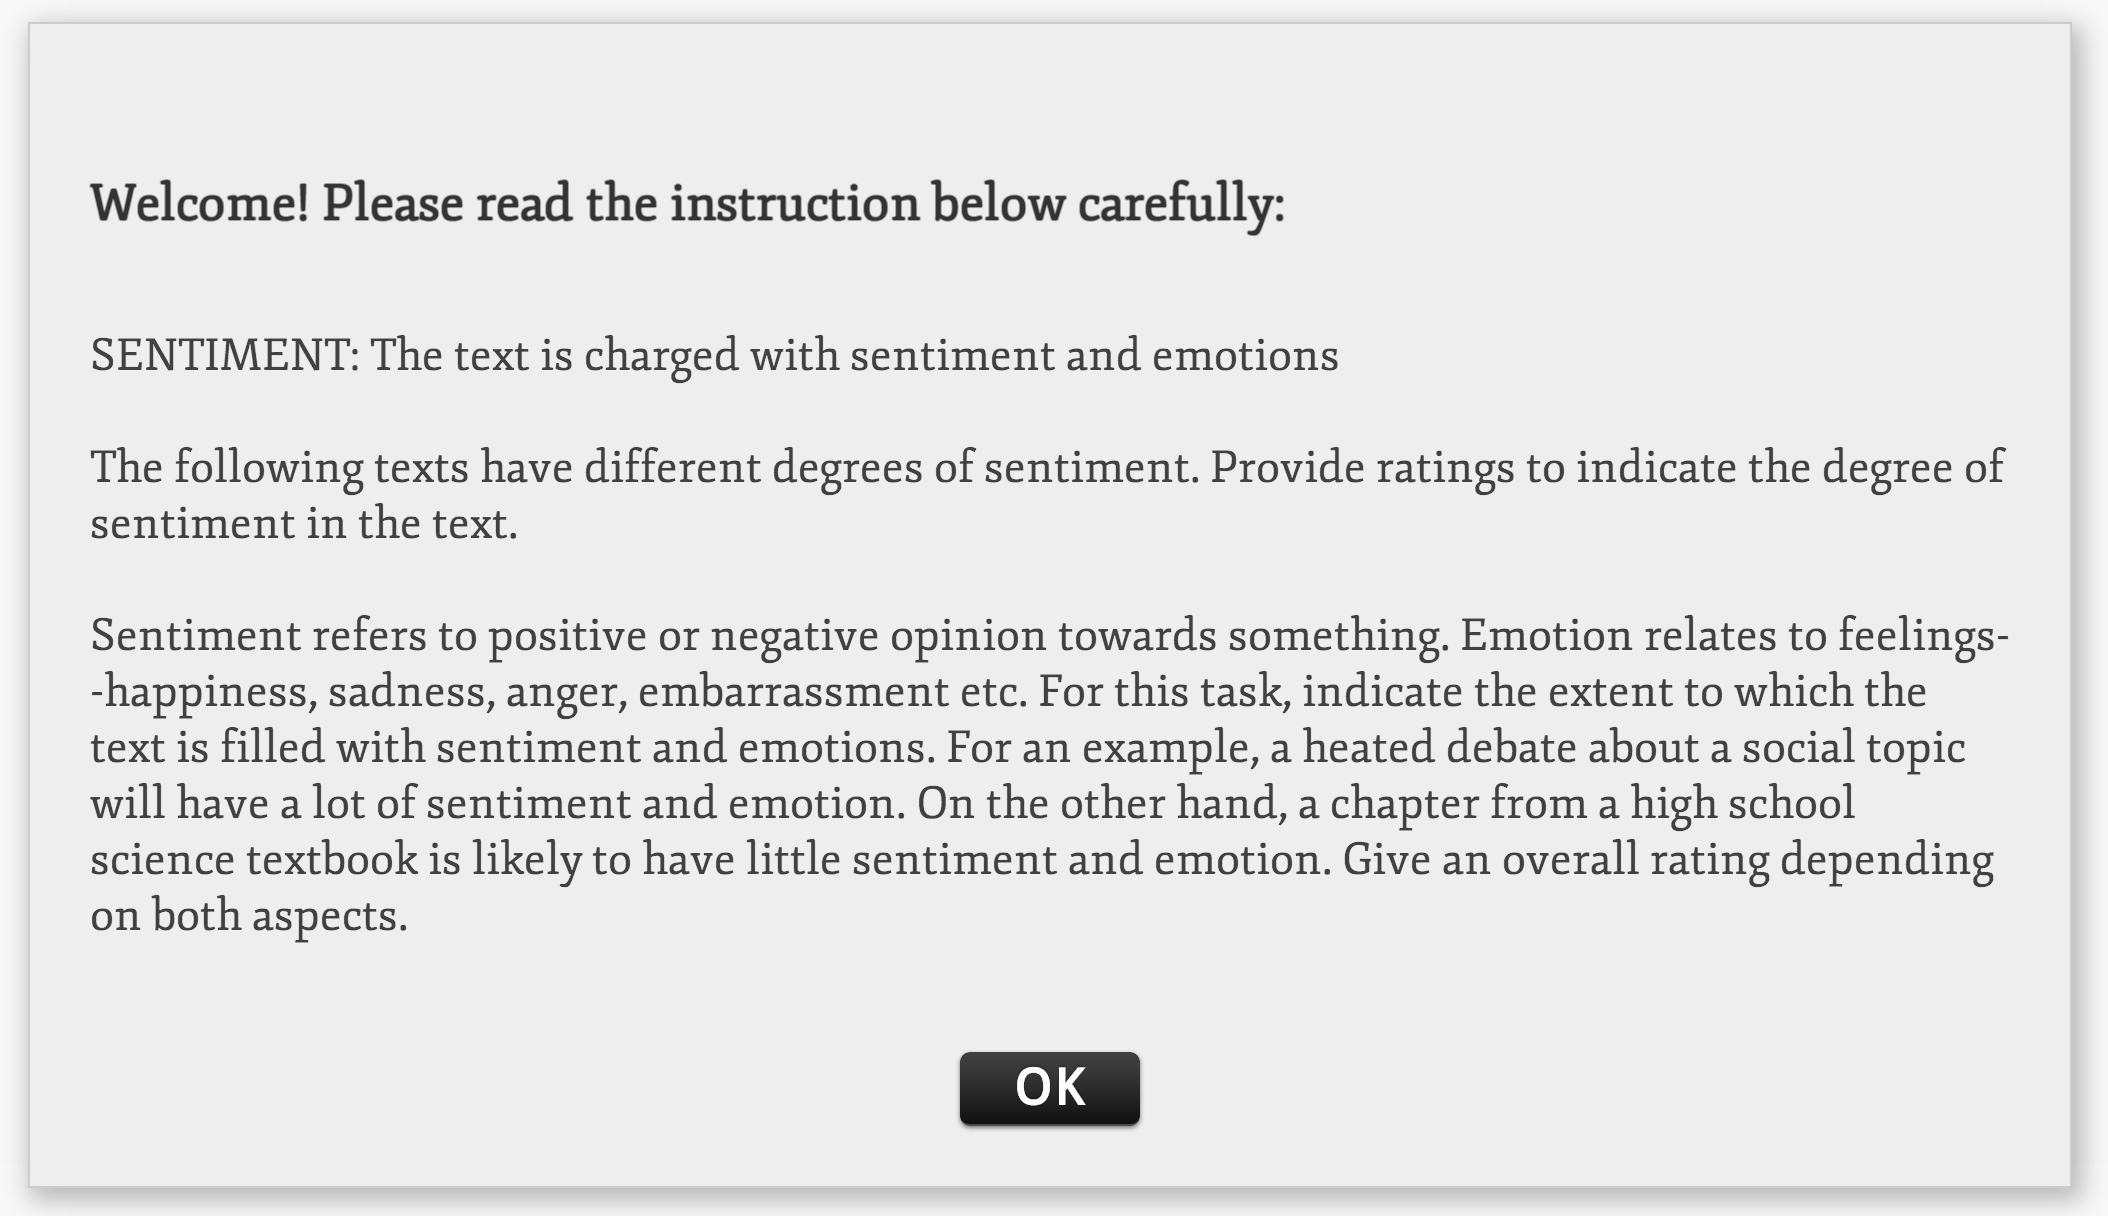 Welcome! Please read the instruction below carefully:
SENTIMENT: The text is charged with sentiment and emotions
The following texts have different degrees of sentiment. Provide ratings to indicate the degree of
sentiment in the text.
Sentiment refers to positive or negative opinion towards something. Emotion relates to feelings-
-happiness, sadness, anger, embarrassment etc. For this task, indicate the extent to which the
text is filled with sentiment and emotions. For an example, a heated debate about a social topic
will have a lot of sentiment and emotion. On the other hand, a chapter from a high school
science textbook is likely to have little sentiment and emotion. Give an overall rating depending
on both aspects.
OK